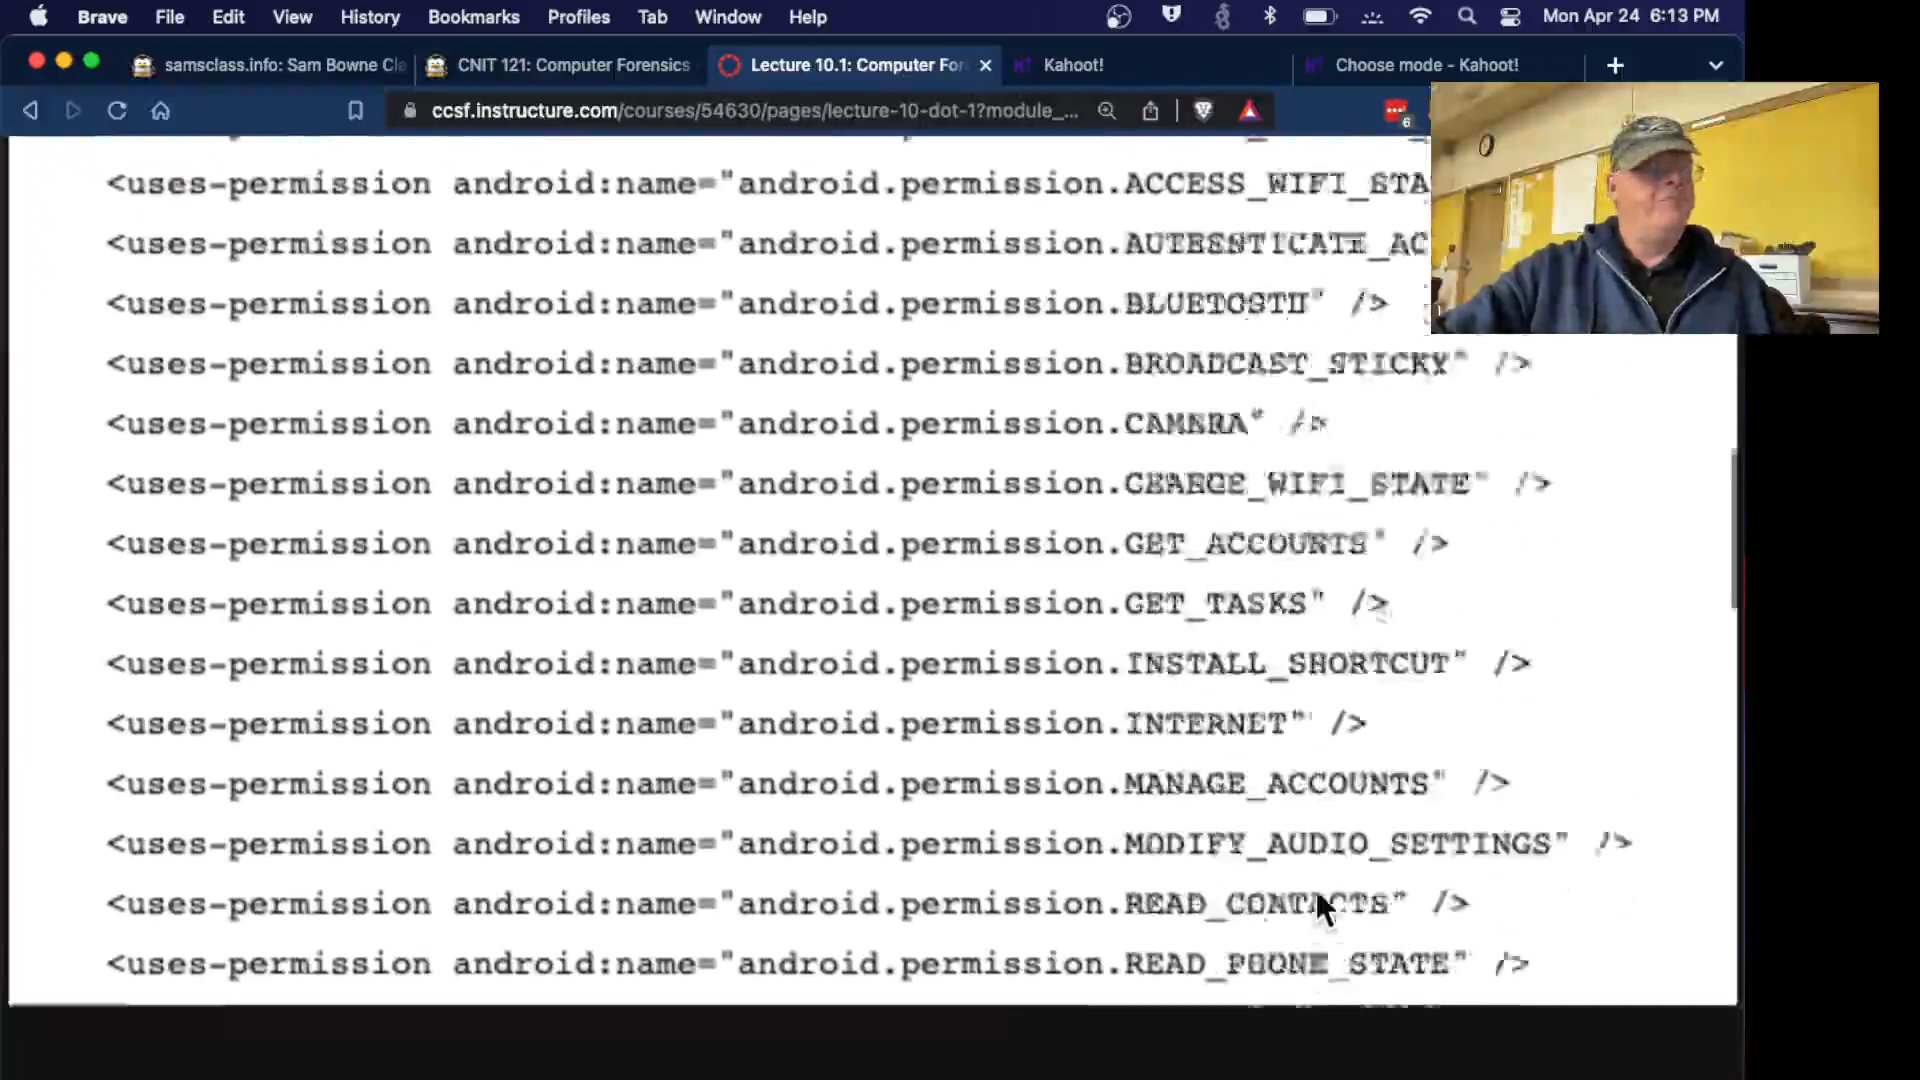 Brave File Edit View History Bookmarks Profiles Tab Window Help Mon Apr 24 6:13 PM
samsclass.info: Sam Bowne Cla CNIT 121: Computer Forensics Lecture 10.1: Computer For Kahoot! Choose mode - Kahoot!
ccsf.instructure.com/courses/54630/pages/lecture-10-dot-1?module_... 6
<uses-permission android:name="android.permission.ACCESS_WIFI_STA
<uses-permission android:name="android.permission.
<uses-permission android:name="android.permission.BLUETOOTH" />
<uses-permission android:name="android.permission.BROADCAST_STICKY" />
<uses-permission android:name="android.permission.CAMERA" />
<uses-permission android:name="android.permission.CHANGE_WIFI_STATE" />
<uses-permission android:name="android.permission.GET_ACCOUNTS" />
<uses-permission android:name="android.permission.GET_TASKS" />
<uses-permission android:name="android.permission.INSTALL_SHORTCUT" />
<uses-permission android:name="android.permission.INTERNET" />
<uses-permission android:name="android.permission.MANAGE_ACCOUNTS" />
<uses-permission android:name="android.permission.MODIFY_AUDIO_SETTINGS" />
<uses-permission android:name="android.permission.READ_CONTACTS" />
<uses-permission android:name="android.permission.READ_PHONE_STATE" />